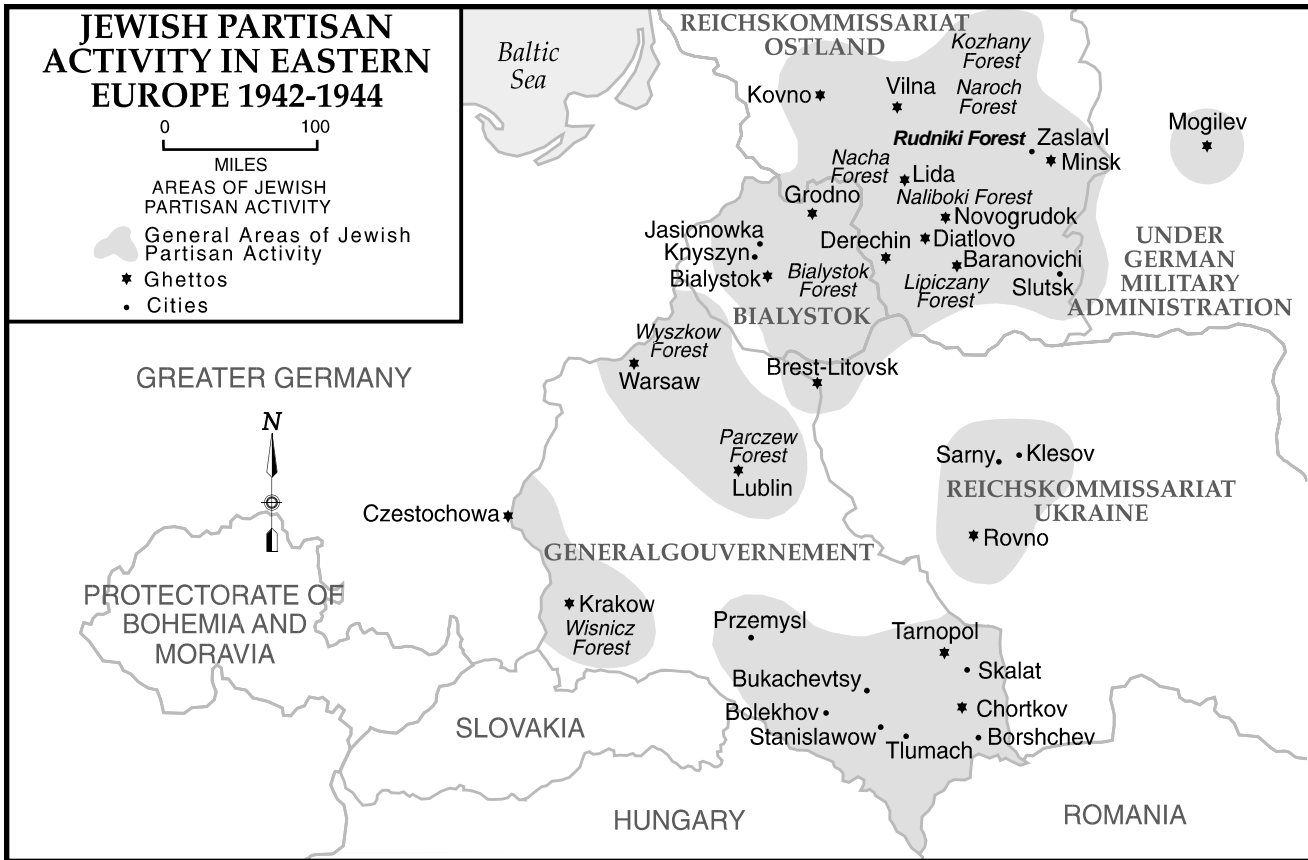 JEWISH PARTISAN
ACTIVITY IN EASTERN
EUROPE 1942-1944
0 100
MILES
AREAS OF JEWISH
PARTISAN ACTIVITY
General Areas of Jewish
Partisan Activity
Ghettos
Cities
Baltic
Sea
REICHSKOMMISSARIAT
OSTLAND
Kozhany
Forest
Kovno
Vilna
Naroch
Forest
Rudniki Forest
Zaslavl
Minsk
Mogilev
Nacha
Forest
Lida
Naliboki Forest
Grodno
Novogrudok
Jasionowka
Knyszyn
Bialystok
Derechin
Diatlovo
Baranovichi
Bialystok
Forest
Lipiczany
Forest
Slutsk
UNDER
GERMAN
MILITARY
ADMINISTRATION
BIALYSTOK
Wyszkow
Forest
Warsaw
Brest-Litovsk
GREATER GERMANY
N
Parczew
Forest
Lublin
Sarny
Klesov
REICHSKOMMISSARIAT
UKRAINE
Rovno
Czestochowa
GENERALGOUVERNEMENT
PROTECTORATE OF
BOHEMIA AND
MORAVIA
Krakow
Wisnicz
Forest
Przemysl
Tarnopol
Skalat
Bukachevtsy
Bolekhov
Chortkov
Stanislawow
Tlumach
Borshchev
SLOVAKIA
HUNGARY
ROMANIA